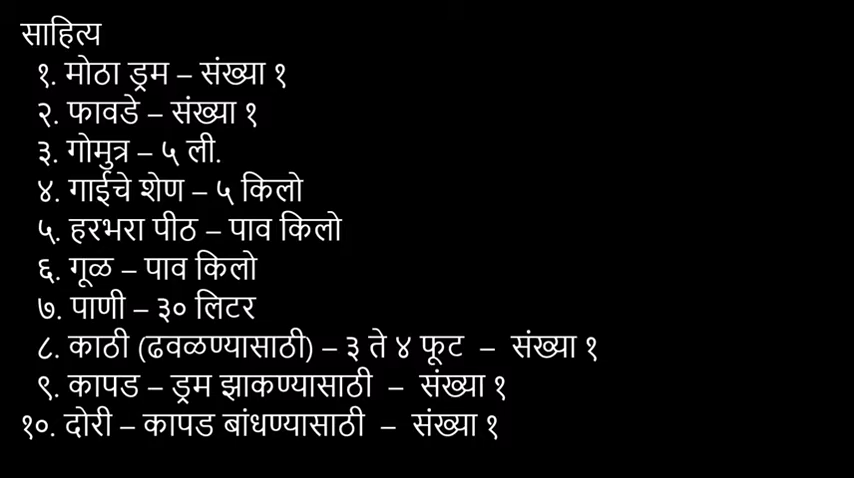 साहित्य
१. मोठा ड्रम – संख्या १
२. फावडे – संख्या १
३. गोमुत्र – ५ ली.
४. गाईचे शेण – ५ किलो
५. हरभरा पीठ – पाव किलो
६. गूळ – पाव किलो
७. पाणी – ३० लिटर
८. काठी (ढवळण्यासाठी) – ३ ते ४ फूट – संख्या १
९. कापड – ड्रम झाकण्यासाठी – संख्या १
१०. दोरी – कापड बांधण्यासाठी – संख्या १